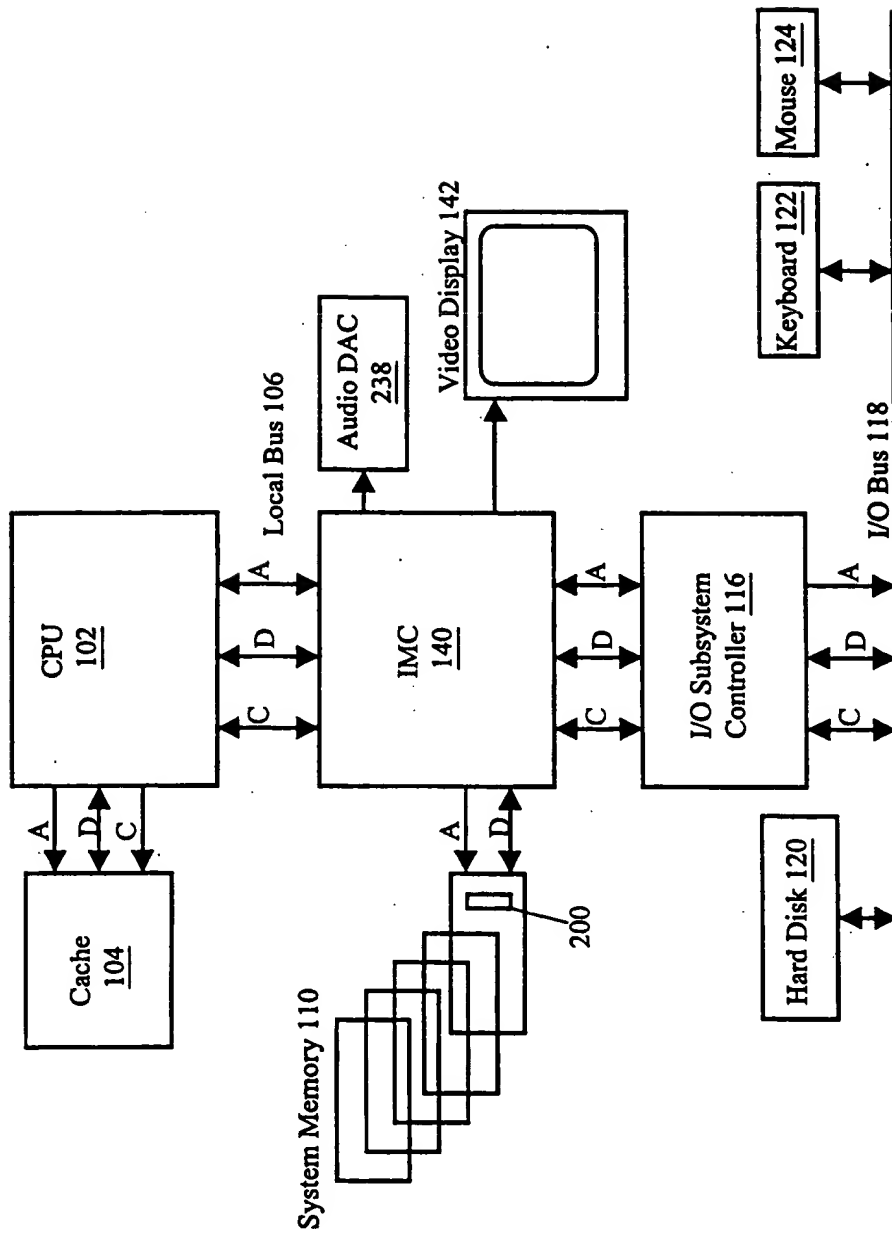 Cache
104
A
D
C
CPU
102
C
D
A
Local Bus 106
System Memory 110
200
A
D
IMC
140
Audio DAC
238
Video Display 142
C
D
A
I/O Subsystem
Controller 116
Hard Disk 120
C
D
A
I/O Bus 118
Keyboard 122
Mouse 124